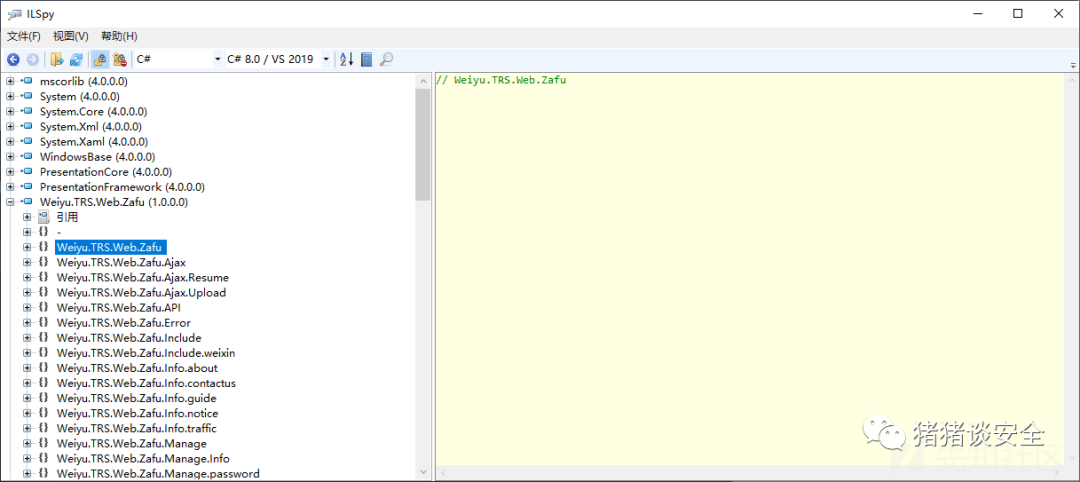 ILSpy
文件(F) 视图(V) 帮助(H)
C# C# 8.0 / VS 2019
mscorlib (4.0.0.0)
System (4.0.0.0)
System.Core (4.0.0.0)
System.Xml (4.0.0.0)
System.Xaml (4.0.0.0)
WindowsBase (4.0.0.0)
PresentationCore (4.0.0.0)
PresentationFramework (4.0.0.0)
Weiyu.TRS.Web.Zafu (1.0.0.0)
引用
{} -
{} Weiyu.TRS.Web.Zafu
{} Weiyu.TRS.Web.Zafu.Ajax
{} Weiyu.TRS.Web.Zafu.Ajax.Resume
{} Weiyu.TRS.Web.Zafu.Ajax.Upload
{} Weiyu.TRS.Web.Zafu.API
{} Weiyu.TRS.Web.Zafu.Error
{} Weiyu.TRS.Web.Zafu.Include
{} Weiyu.TRS.Web.Zafu.Include.weixin
{} Weiyu.TRS.Web.Zafu.Info.about
{} Weiyu.TRS.Web.Zafu.Info.contactus
{} Weiyu.TRS.Web.Zafu.Info.guide
{} Weiyu.TRS.Web.Zafu.Info.notice
{} Weiyu.TRS.Web.Zafu.Info.traffic
{} Weiyu.TRS.Web.Zafu.Manage
{} Weiyu.TRS.Web.Zafu.Manage.Info
{} Weiyu.TRS.Web.Zafu.Manage.password
// Weiyu.TRS.Web.Zafu
猪猪谈安全
先知社区